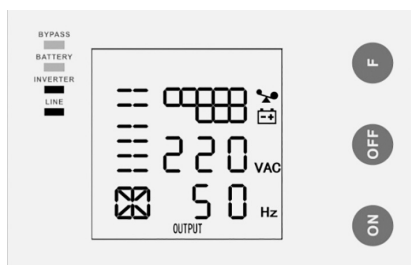 BYPASS
BATTERY
INVERTER
LINE
F
OFF
ON
220 VAC
50 Hz
OUTPUT